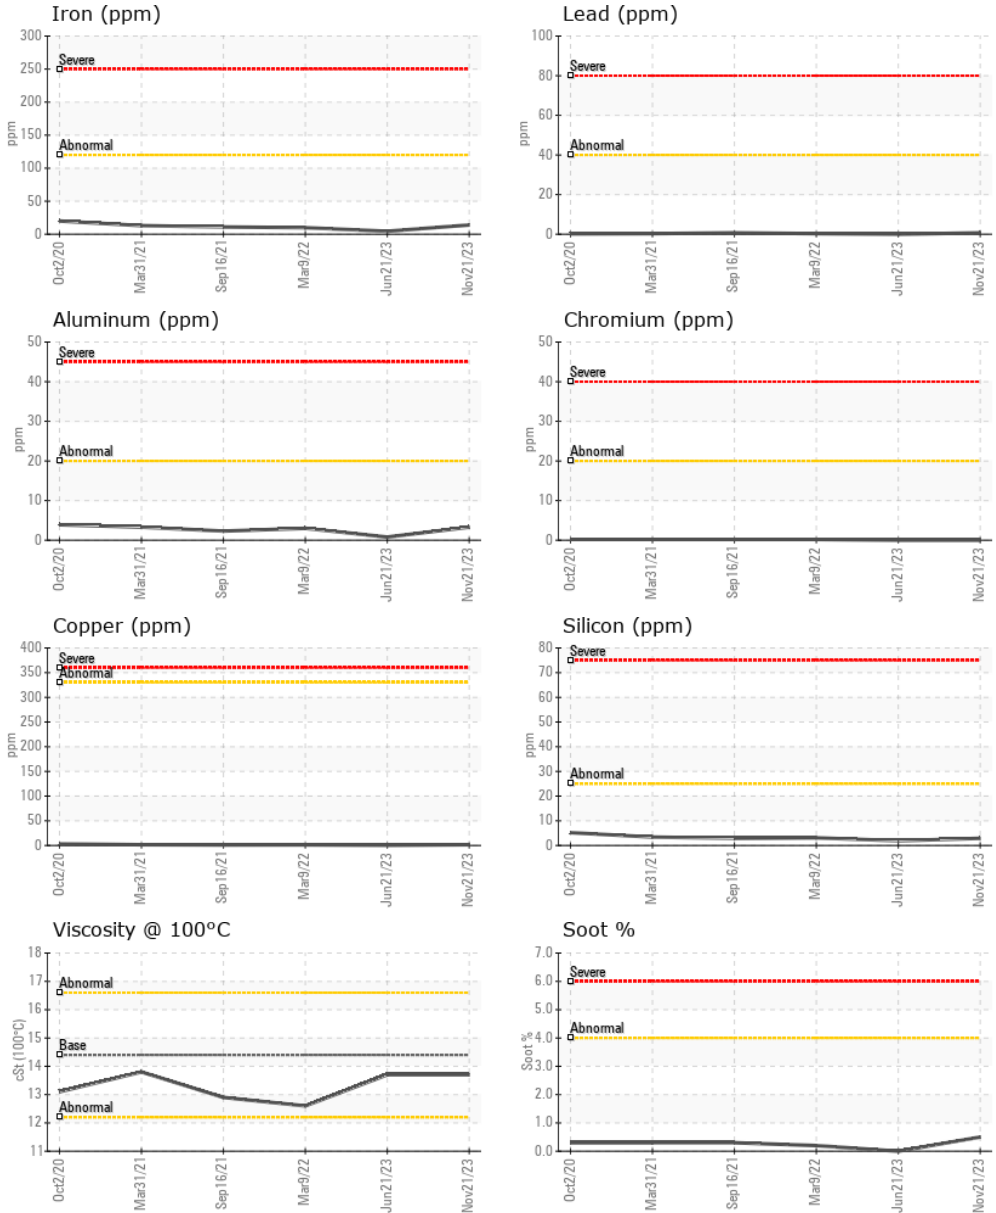 Iron (ppm)
300
250
200
150
100
50
0
ppm
Severe
Abnormal
Oct2/20
Mar31/21
Sep16/21
Mar9/22
Jun21/23
Nov21/23
Lead (ppm)
100
80
60
40
20
0
ppm
Severe
Abnormal
Oct2/20
Mar31/21
Sep16/21
Mar9/22
Jun21/23
Nov21/23
Aluminum (ppm)
50
40
30
20
10
0
ppm
Severe
Abnormal
Oct2/20
Mar31/21
Sep16/21
Mar9/22
Jun21/23
Nov21/23
Chromium (ppm)
50
40
30
20
10
0
ppm
Severe
Abnormal
Oct2/20
Mar31/21
Sep16/21
Mar9/22
Jun21/23
Nov21/23
Copper (ppm)
400
350
300
250
200
150
100
50
0
ppm
Severe
Abnormal
Oct2/20
Mar31/21
Sep16/21
Mar9/22
Jun21/23
Nov21/23
Silicon (ppm)
80
70
60
50
40
30
20
10
0
ppm
Severe
Abnormal
Oct2/20
Mar31/21
Sep16/21
Mar9/22
Jun21/23
Nov21/23
Viscosity @ 100°C
18
17
16
15
14
13
12
11
cSt (100°C)
Abnormal
Base
Abnormal
Oct2/20
Mar31/21
Sep16/21
Mar9/22
Jun21/23
Nov21/23
Soot %
7.0
6.0
5.0
4.0
3.0
2.0
1.0
0.0
Soot %
Severe
Abnormal
Oct2/20
Mar31/21
Sep16/21
Mar9/22
Jun21/23
Nov21/23